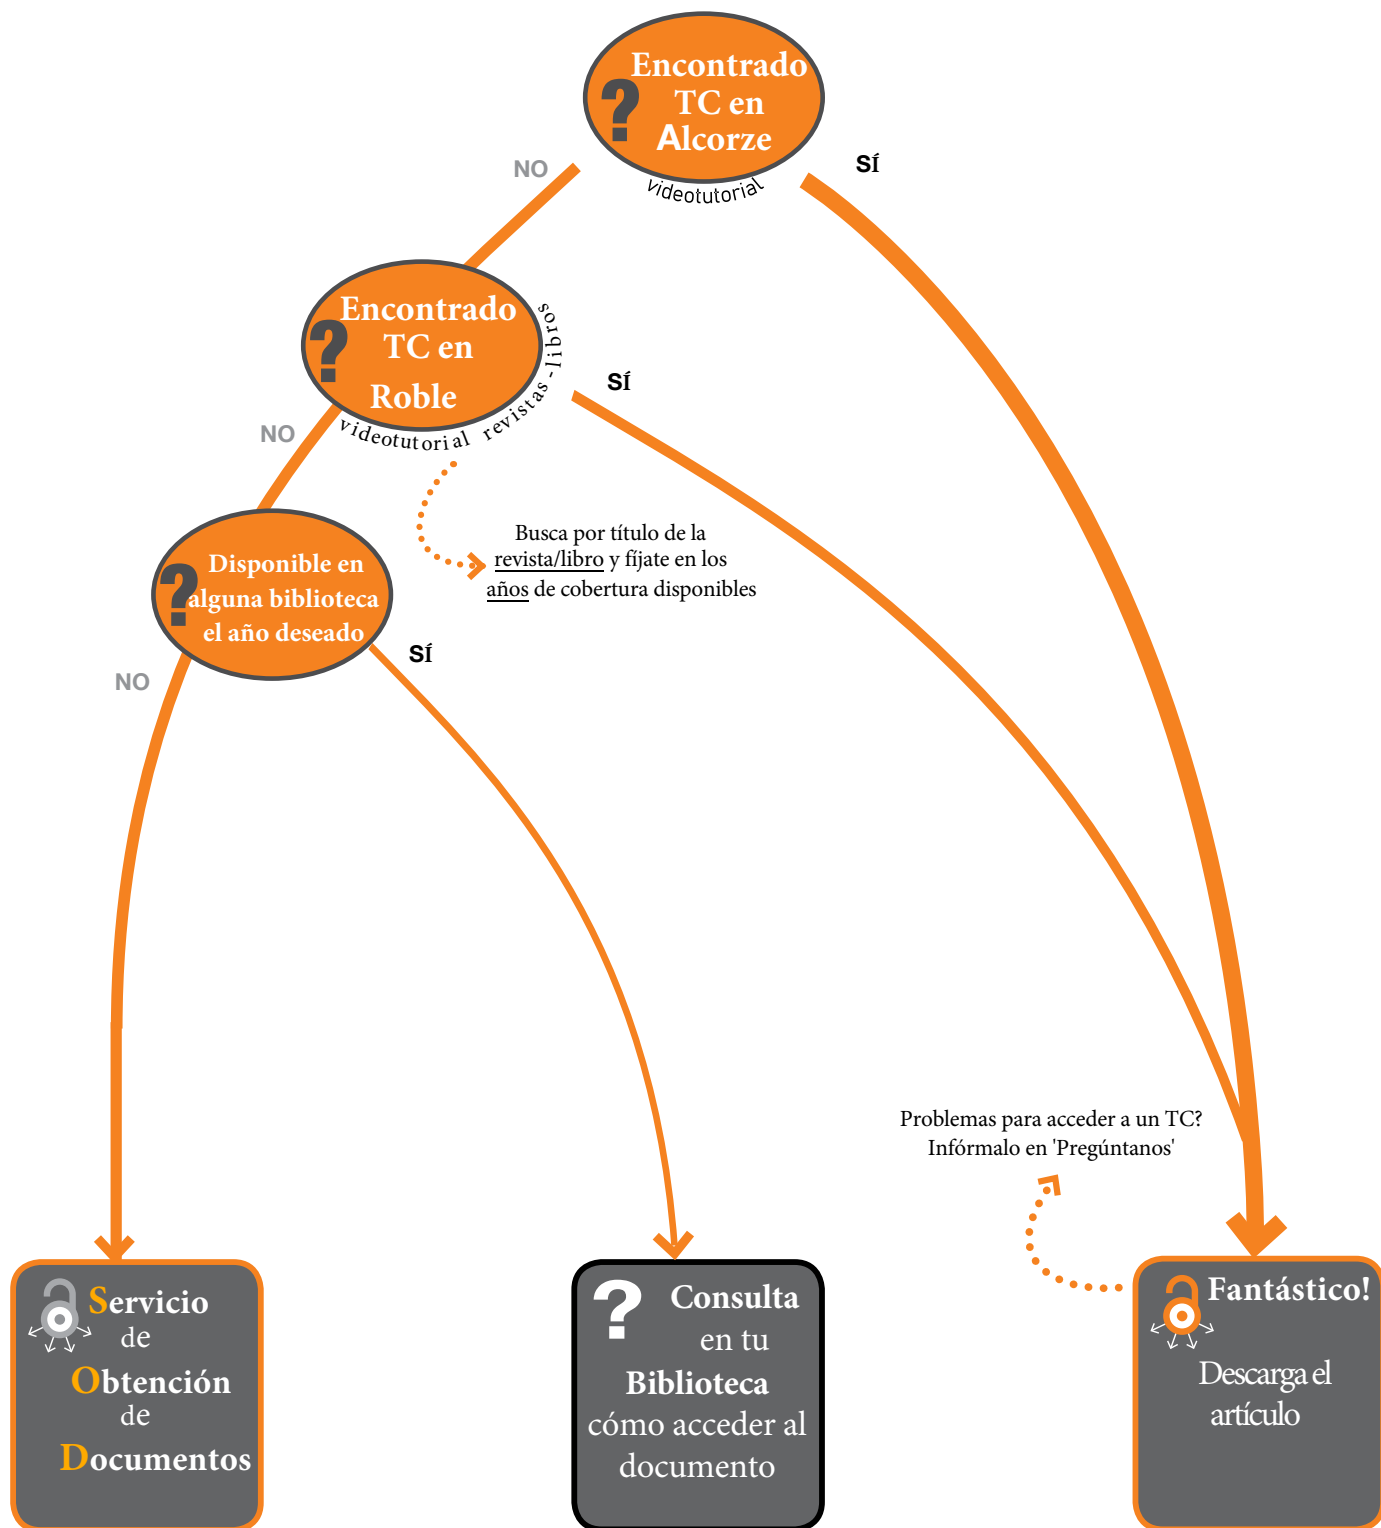 Encontrado
TC en
Alcorze
?
videotutorial
NO
SÍ
Encontrado
TC en
Roble
?
videotutorial revistas-libros
NO
SÍ
Busca por título de la
revista/libro y fíjate en los
años de cobertura disponibles
Disponible en
alguna biblioteca
el año deseado
?
NO
SÍ
Problemas para acceder a un TC?
Infórmalo en 'Pregúntanos'
Servicio
de
Obtención
de
Documentos
?
Consulta
en tu
Biblioteca
cómo acceder al
documento
Fantástico!
Descarga el
artículo